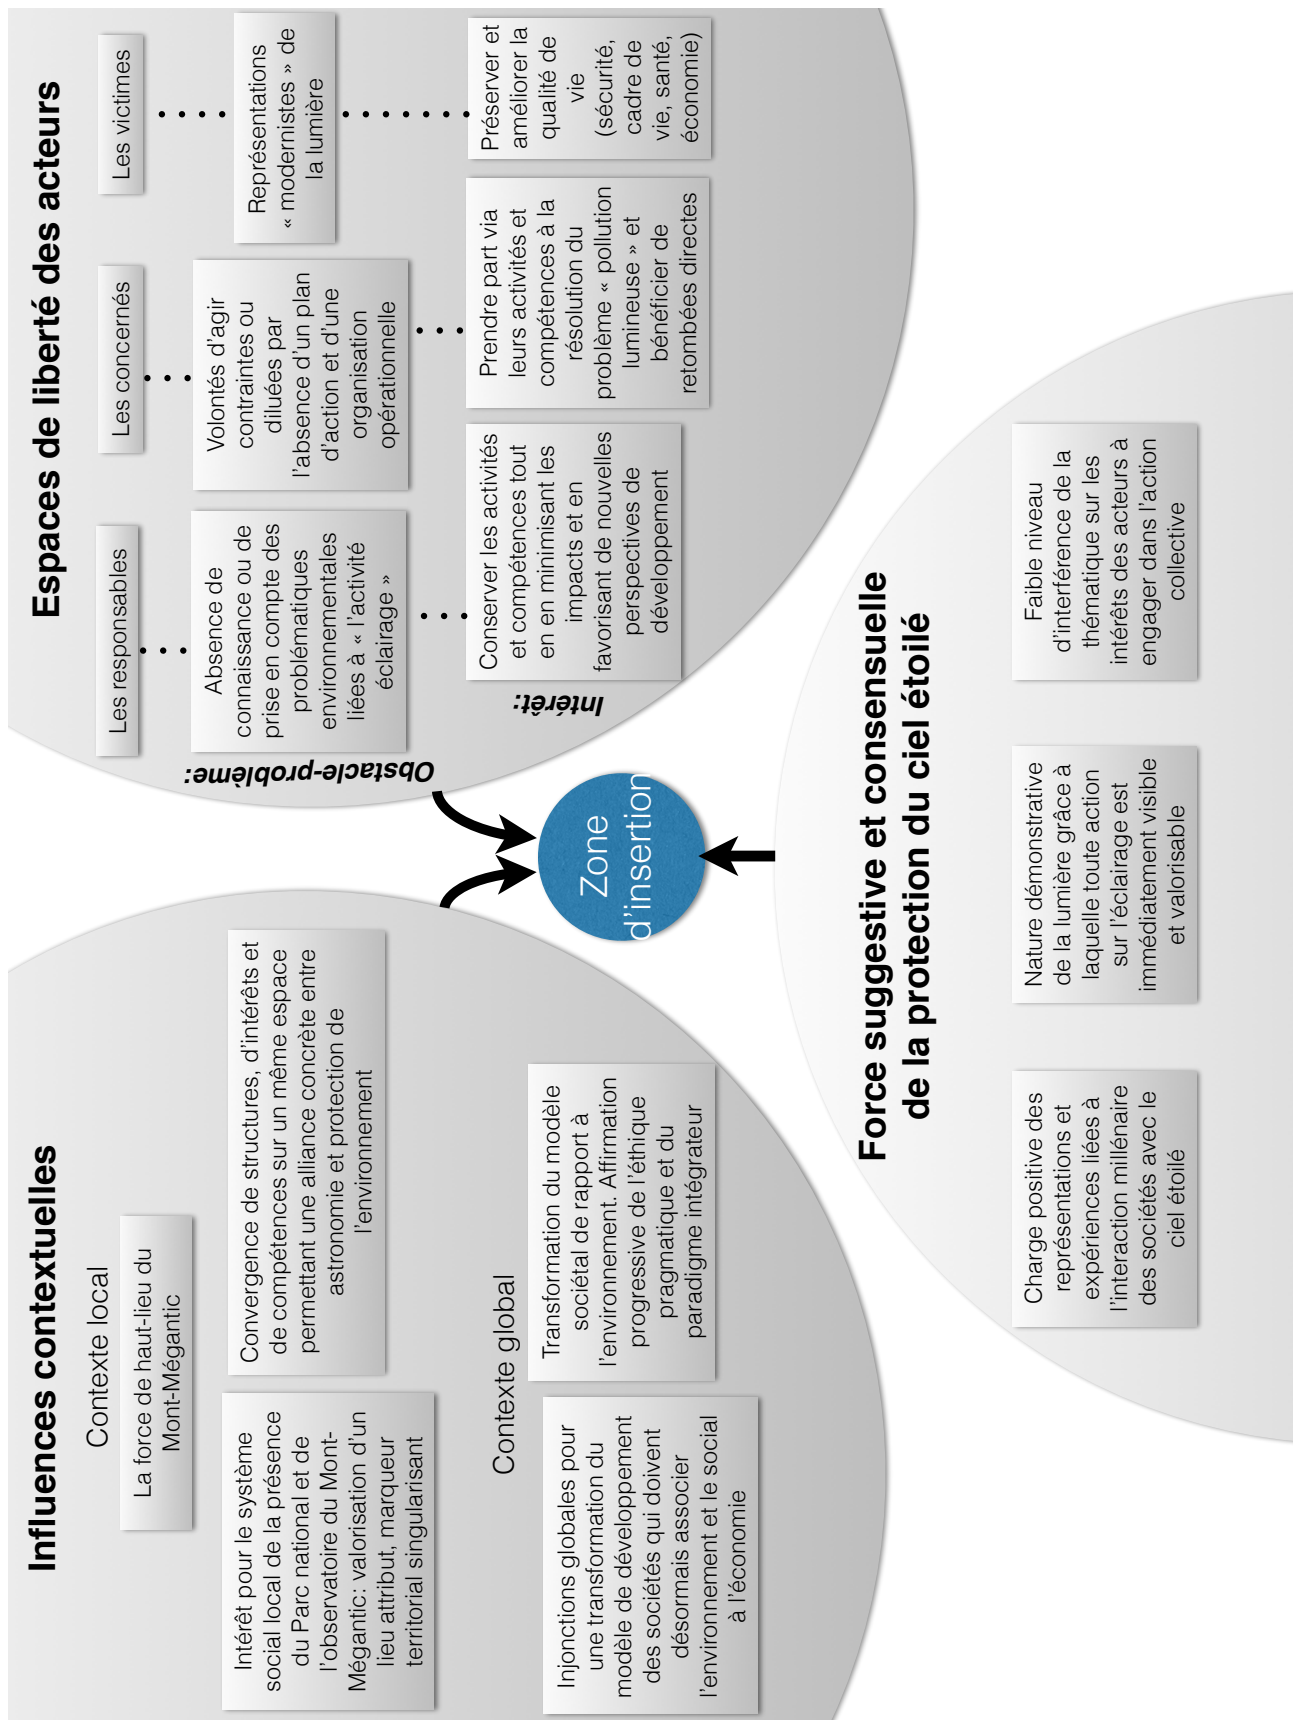 Influences contextuelles
Contexte local
La force de haut-lieu du
Mont-Mégantic
Intérêt pour le système
social local de la présence
du Parc national et de
l'observatoire du Mont-
Mégantic: valorisation d'un
lieu attribut, marqueur
territorial singularisant
Convergence de structures, d'intérêts et
de compétences sur un même espace
permettant une alliance concrète entre
astronomie et protection de
l'environnement
Contexte global
Injonctions globales pour
une transformation du
modèle de développement
des sociétés qui doivent
désormais associer
l'environnement et le social
à l'économie
Transformation du modèle
sociétal de rapport à
l'environnement. Affirmation
progressive de l'éthique
pragmatique et du
paradigme intégrateur
Espaces de liberté des acteurs
Les responsables
Les concernés
Les victimes
Obstacle-problème:
Absence de
connaissance ou de
prise en compte des
problématiques
environnementales
liées à « l'activité
éclairage »
Volontés d'agir
contraintes ou
diluées par
l'absence d'un plan
d'action et d'une
organisation
opérationnelle
Représentations
« modernistes » de
la lumière
Intérêt:
Conserver les activités
et compétences tout
en en minimisant les
impacts et en
favorisant de nouvelles
perspectives de
développement
Prendre part via
leurs activités et
compétences à la
résolution du
problème « pollution
lumineuse » et
bénéficier de
retombées directes
Préserver et
améliorer la
qualité de
vie
(sécurité,
cadre de
vie, santé,
économie)
Zone
d'insertion
Force suggestive et consensuelle
de la protection du ciel étoilé
Charge positive des
représentations et
expériences liées à
l'interaction millénaire
des sociétés avec le
ciel étoilé
Nature démonstrative
de la lumière grâce à
laquelle toute action
sur l'éclairage est
immédiatement visible
et valorisable
Faible niveau
d'interférence de la
thématique sur les
intérêts des acteurs à
engager dans l'action
collective